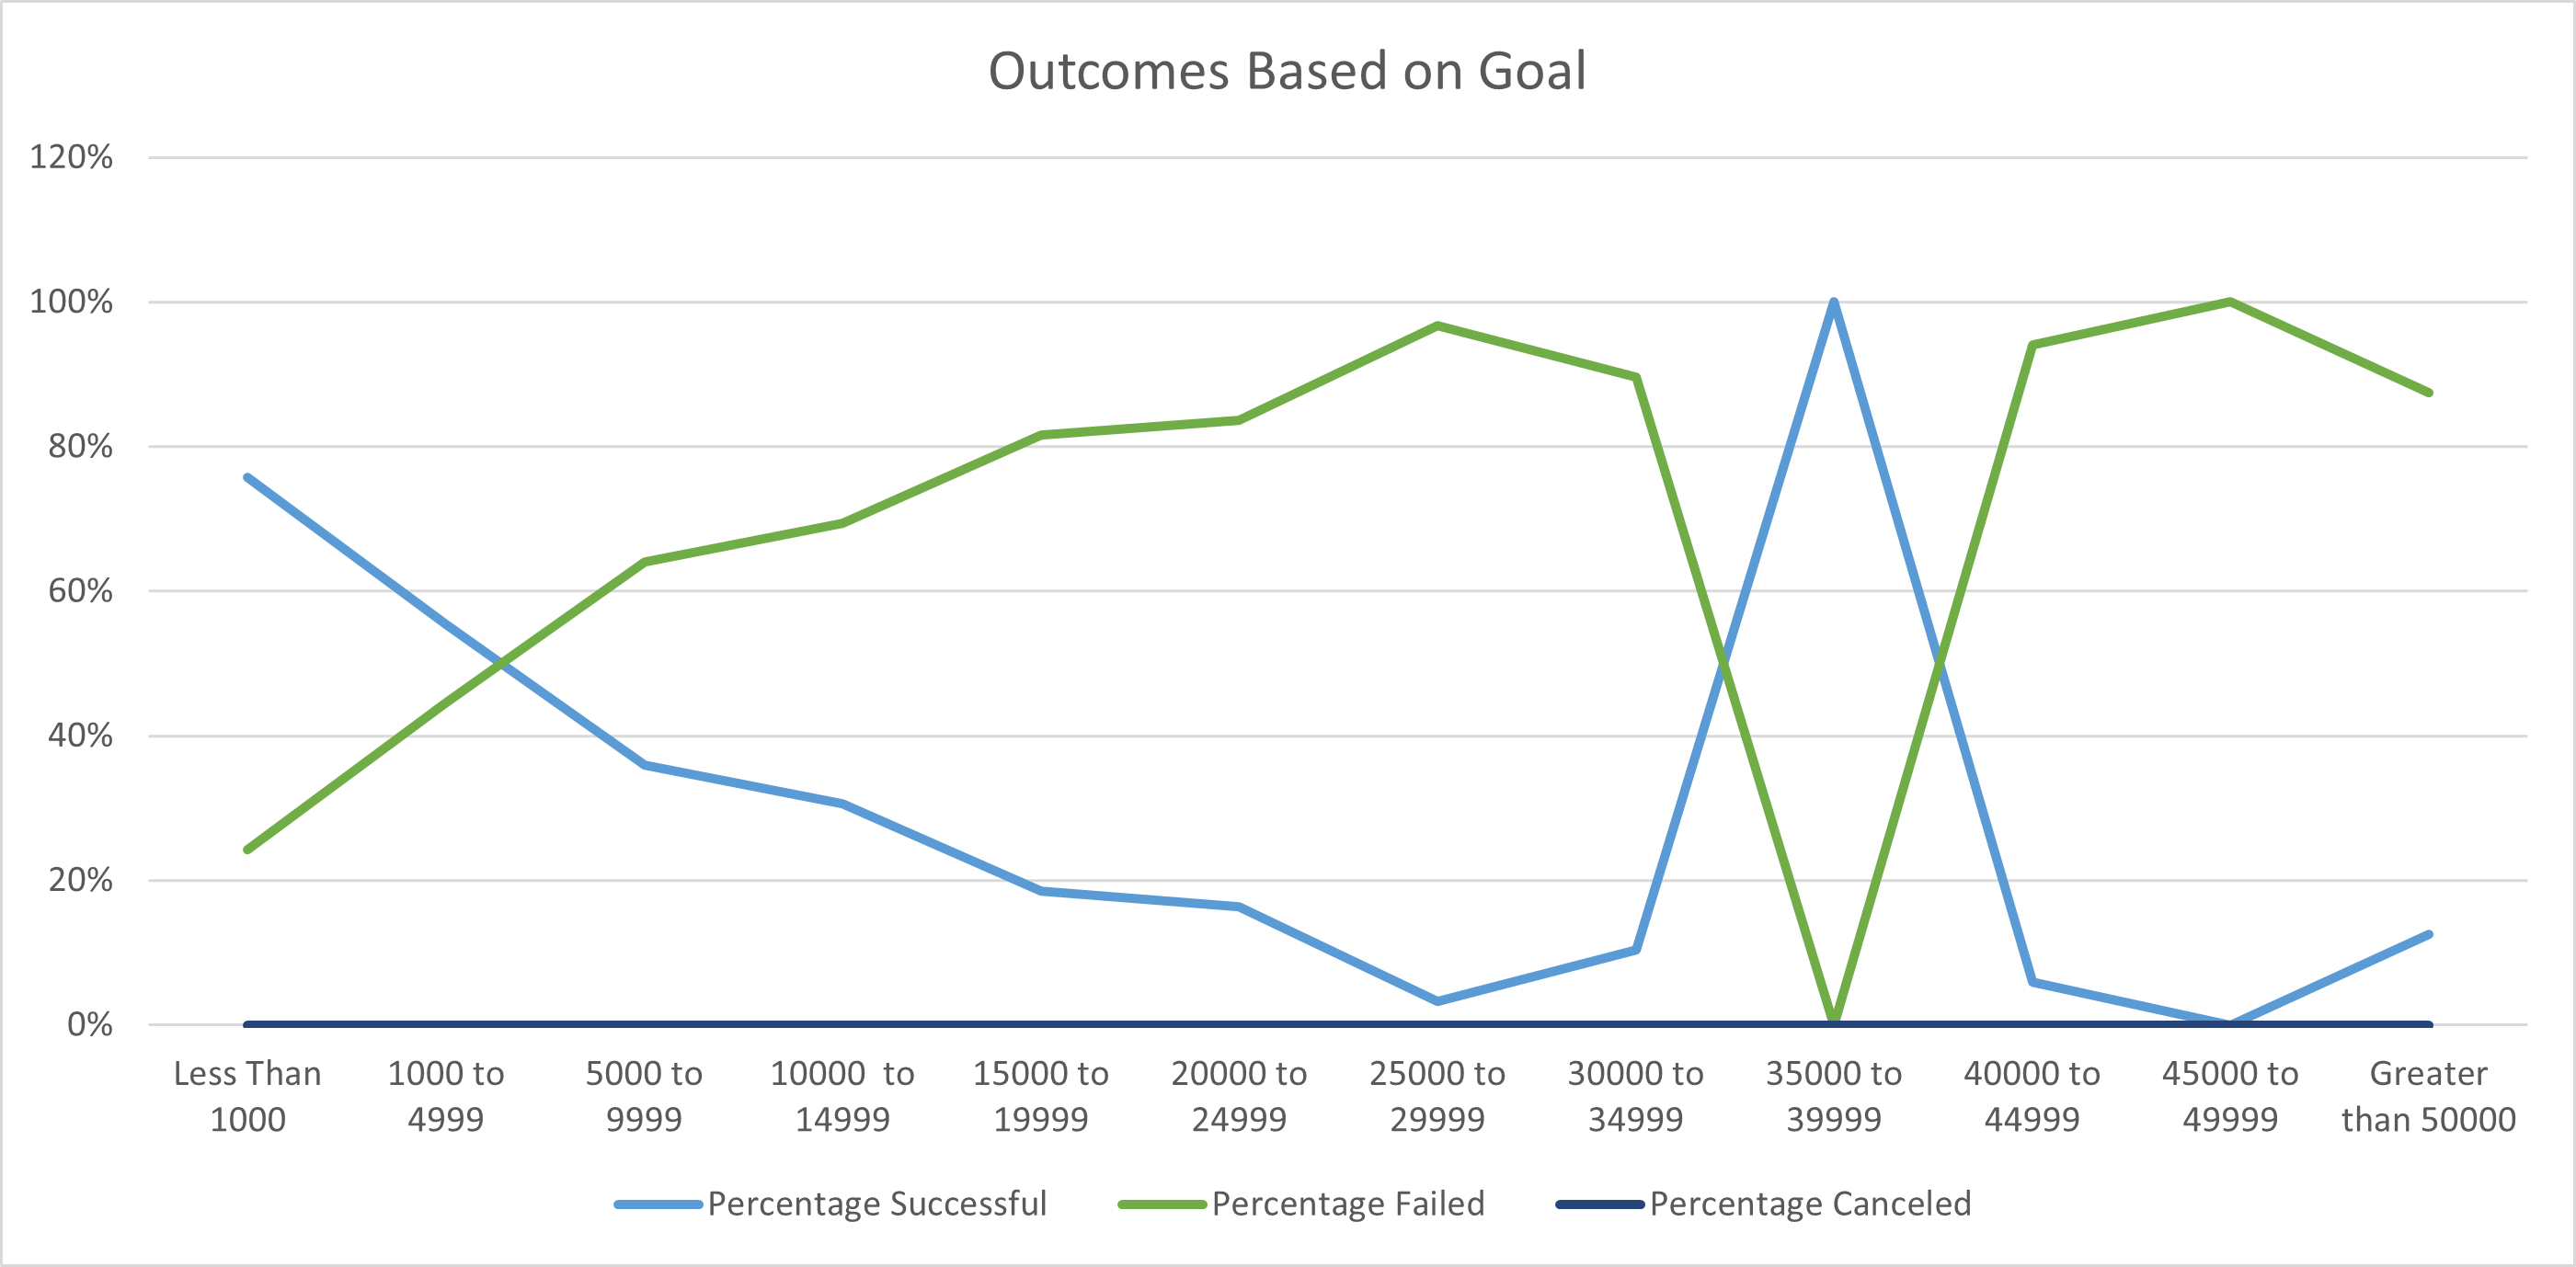 Outcomes Based on Goal
120%
100%
80%
60%
40%
20%
0%
Less Than 1000
1000 to 4999
5000 to 9999
10000  to 14999
15000 to 19999
20000 to 24999
25000 to 29999
30000 to 34999
35000 to 39999
40000 to 44999
45000 to 49999
Greater than 50000
Percentage Successful
Percentage Failed
Percentage Canceled